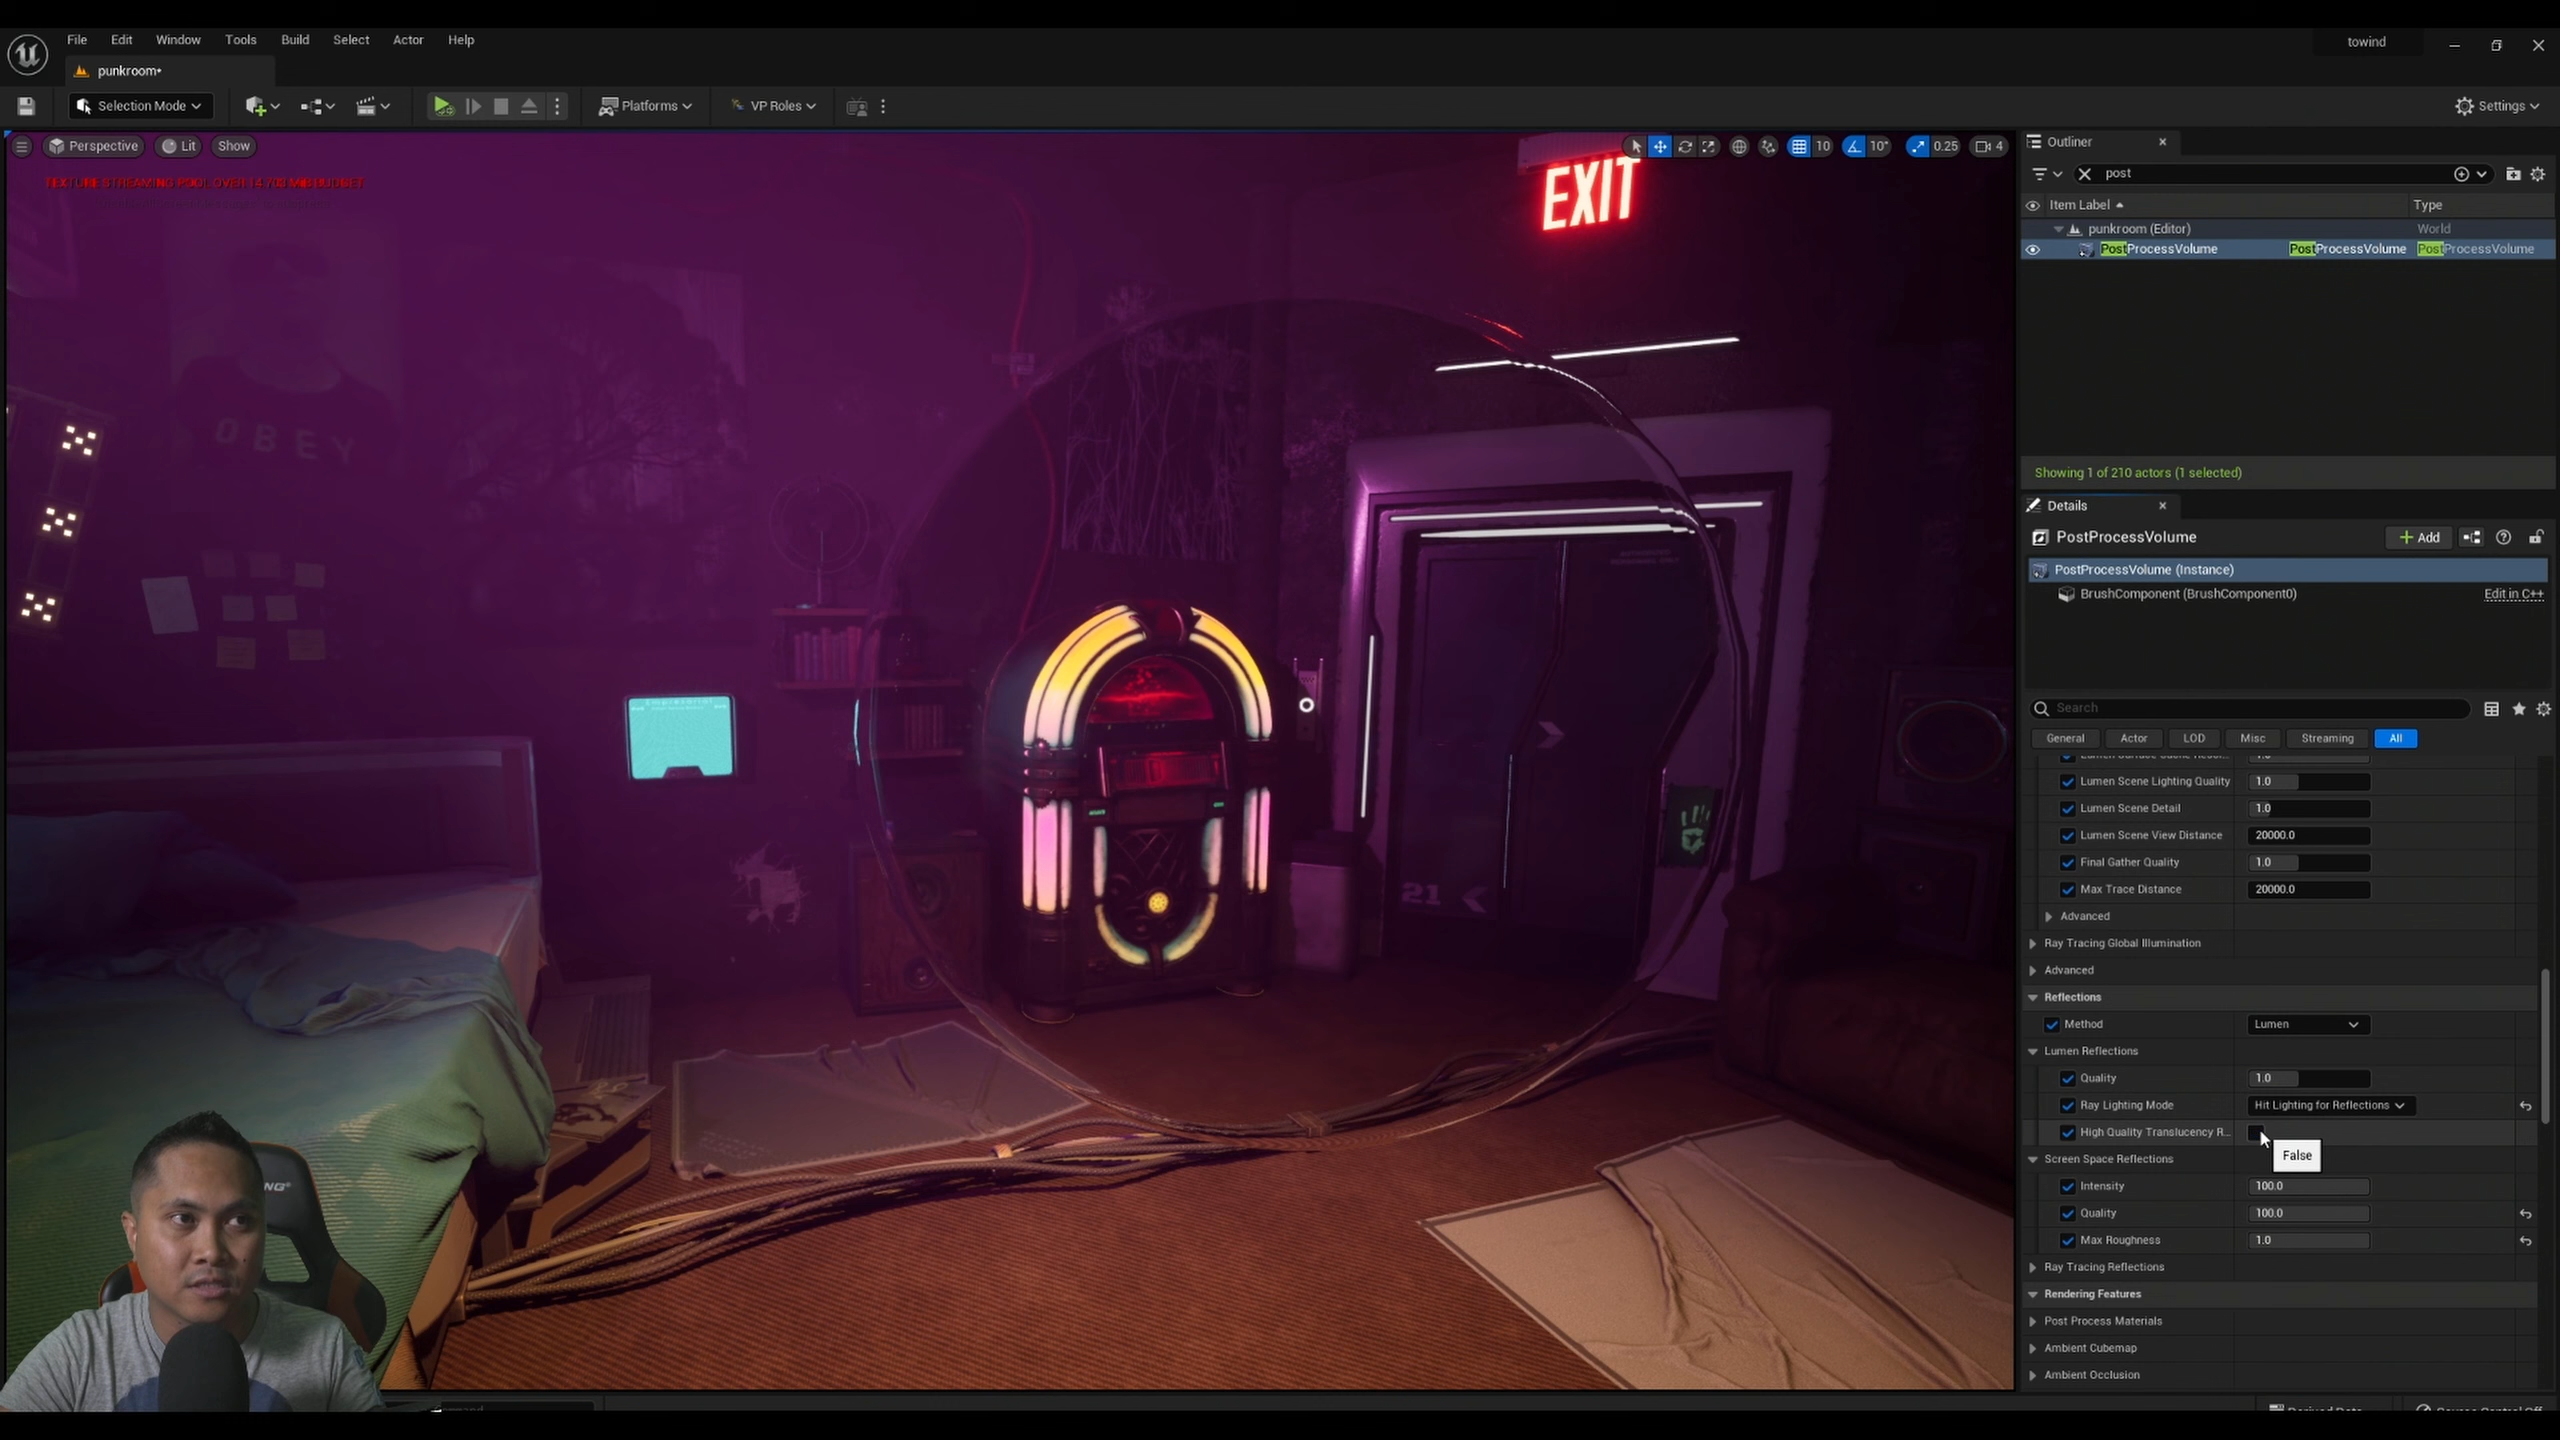 File Edit Window Tools Build Select Actor Help
towind
punkroom*
Selection Mode
Platforms
VP Roles
Settings
Perspective
Lit
Show
10
10°
0.25
4
TEXTURE STREAMING POOL OVER
BUDGET
EXIT
OBEY
21
Outliner
post
Item Label
Type
punkroom (Editor)
World
PostProcessVolume
PostProcessVolume
PostProcessVolume
Showing 1 of 210 actors (1 selected)
Details
PostProcessVolume
Add
PostProcessVolume (Instance)
BrushComponent (BrushComponent0)
Edit in C++
Search
General
Actor
LOD
Misc
Streaming
All
Lumen Scene Lighting Quality
1.0
Lumen Scene Detail
1.0
Lumen Scene View Distance
20000.0
Final Gather Quality
1.0
Max Trace Distance
20000.0
Advanced
Ray Tracing Global Illumination
Advanced
Reflections
Method
Lumen
Lumen Reflections
Quality
1.0
Ray Lighting Mode
Hit Lighting for Reflections
High Quality Translucency R...
False
Screen Space Reflections
Intensity
100.0
Quality
100.0
Max Roughness
1.0
Ray Tracing Reflections
Rendering Features
Post Process Materials
Ambient Cubemap
Ambient Occlusion